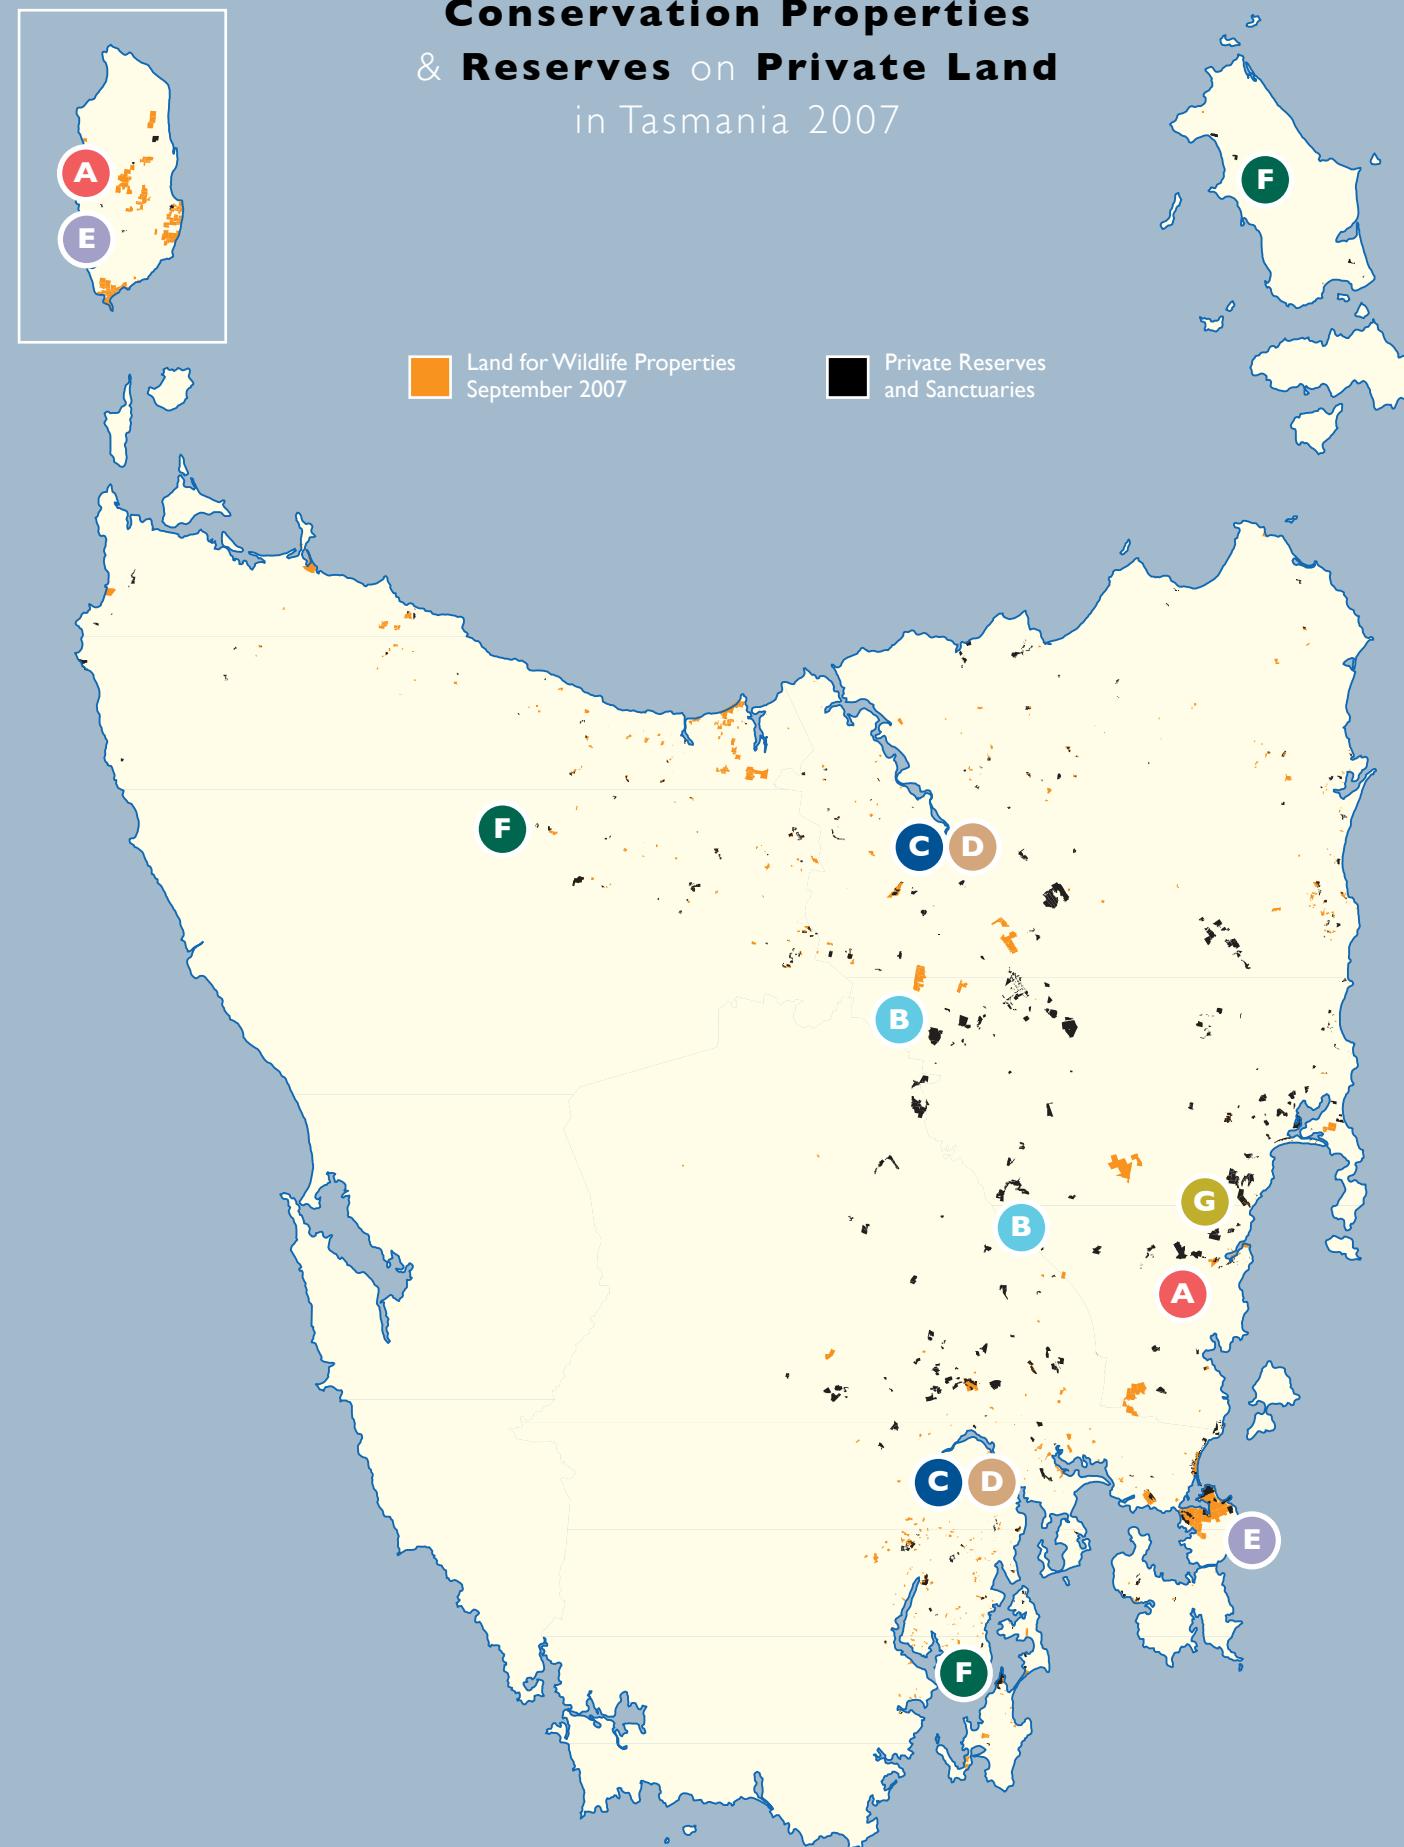 Conservation Properties
& Reserves on Private Land
in Tasmania 2007
A
E
F
Land for Wildlife Properties
September 2007
Private Reserves
and Sanctuaries
F
C
D
B
G
B
A
C
D
E
F